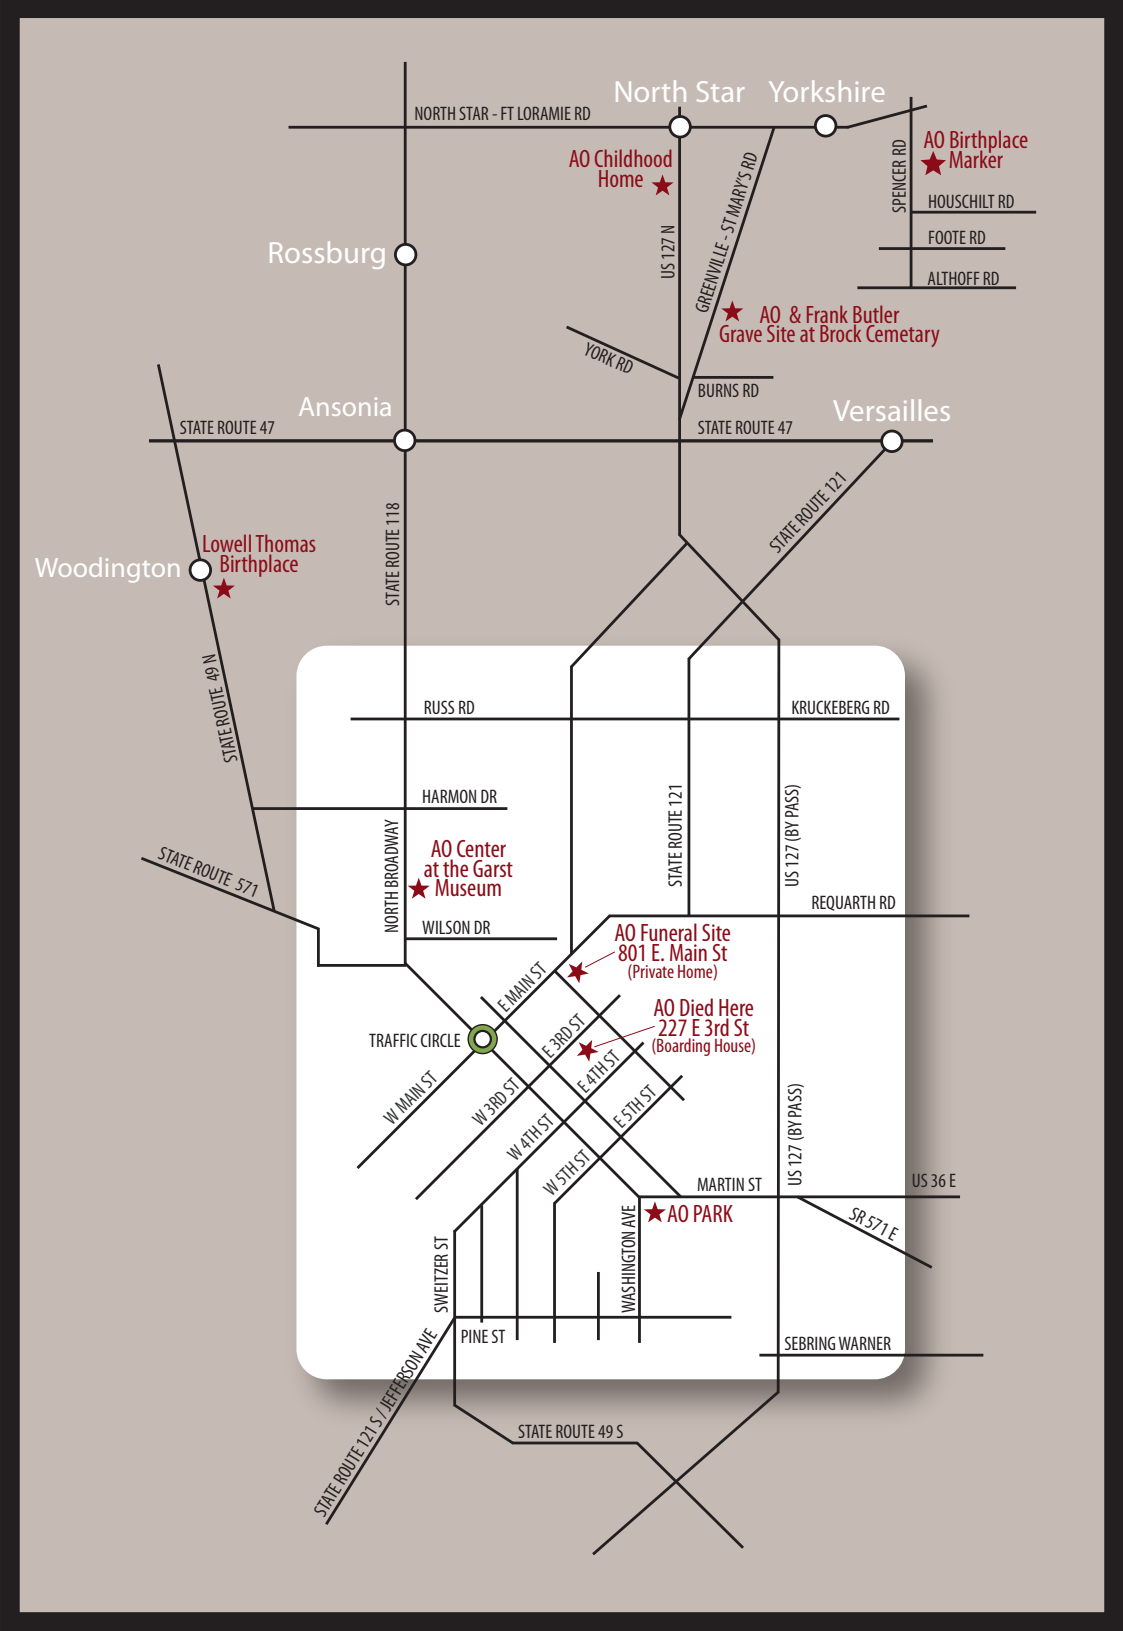 North Star
Yorkshire
NORTH STAR - FT LORAMIE RD
AO Childhood
Home
AO Birthplace
Marker
SPENCER RD
HOUSCHILT RD
FOOTE RD
ALTHOFF RD
US 127 N
GREENVILLE - ST MARY'S RD
Rossburg
AO & Frank Butler
Grave Site at Brock Cemetary
YORK RD
BURNS RD
Ansonia
Versailles
STATE ROUTE 47
STATE ROUTE 47
STATE ROUTE 121
STATE ROUTE 118
Lowell Thomas
Birthplace
Woodington
STATE ROUTE 49 N
RUSS RD
KRUCKEBERG RD
HARMON DR
STATE ROUTE 121
US 127 (BY PASS)
NORTH BROADWAY
AO Center
at the Garst
Museum
STATE ROUTE 571
WILSON DR
REQUARTH RD
AO Funeral Site
801 E. Main St
(Private Home)
E MAIN ST
AO Died Here
227 E 3rd St
(Boarding House)
TRAFFIC CIRCLE
E 3RD ST
E 4TH ST
E 5TH ST
W MAIN ST
W 3RD ST
W 4TH ST
W 5TH ST
US 127 (BY PASS)
MARTIN ST
US 36 E
AO PARK
SR 571 E
WASHINGTON AVE
SWEITZER ST
PINE ST
SEBRING WARNER
STATE ROUTE 121 S / JEFFERSON AVE
STATE ROUTE 49 S